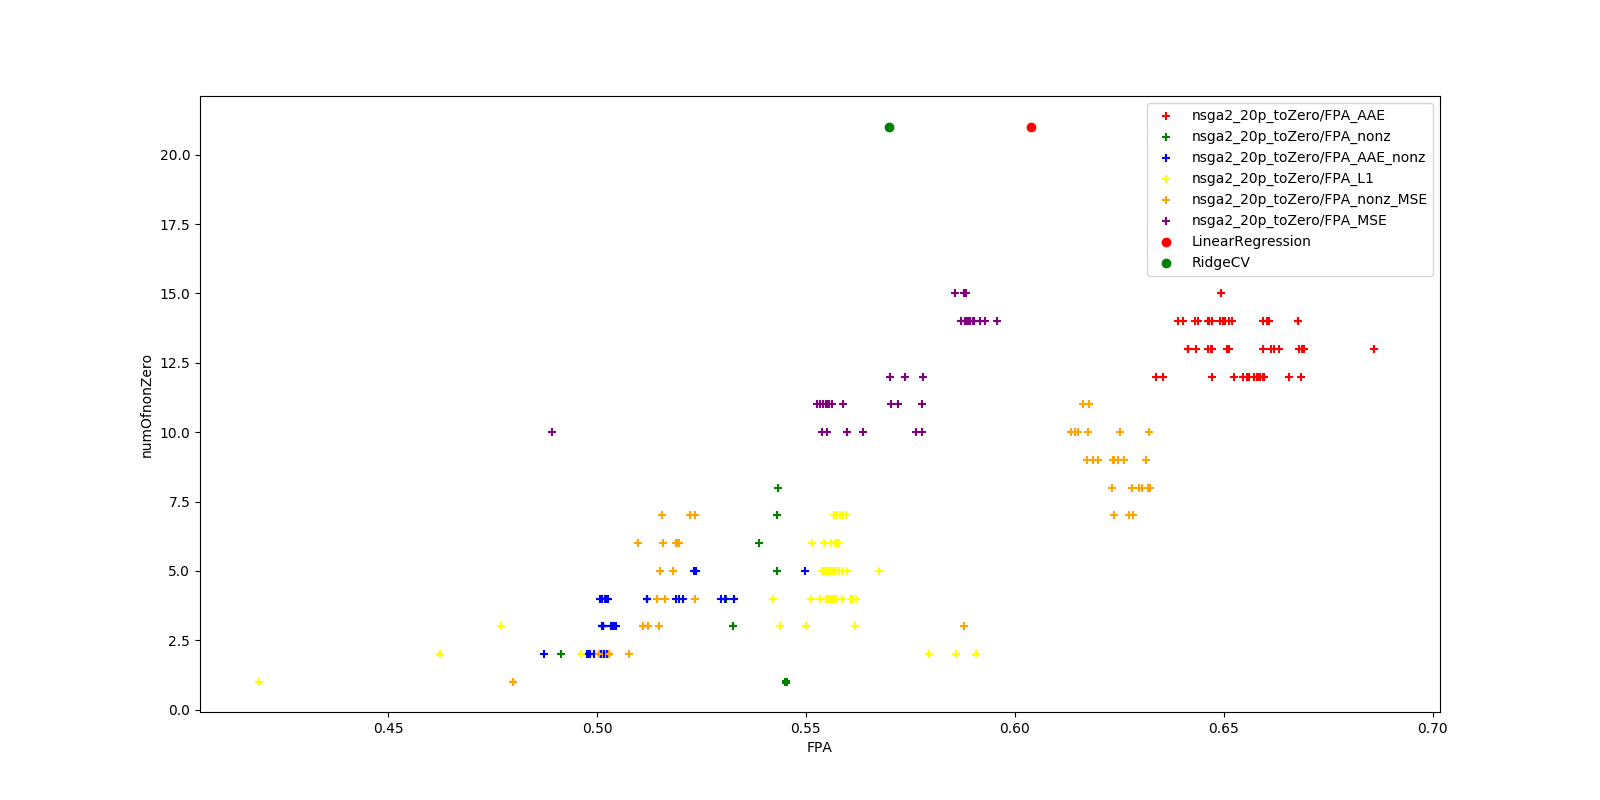 nsga2_20p_toZero/FPA_AAE
nsga2_20p_toZero/FPA_nonz
nsga2_20p_toZero/FPA_AAE_nonz
nsga2_20p_toZero/FPA_L1
nsga2_20p_toZero/FPA_nonz_MSE
nsga2_20p_toZero/FPA_MSE
LinearRegression
RidgeCV
numOfnonZero
20.0
17.5
15.0
12.5
10.0
7.5
5.0
2.5
0.0
0.45
0.50
0.55
0.60
0.65
0.70
FPA